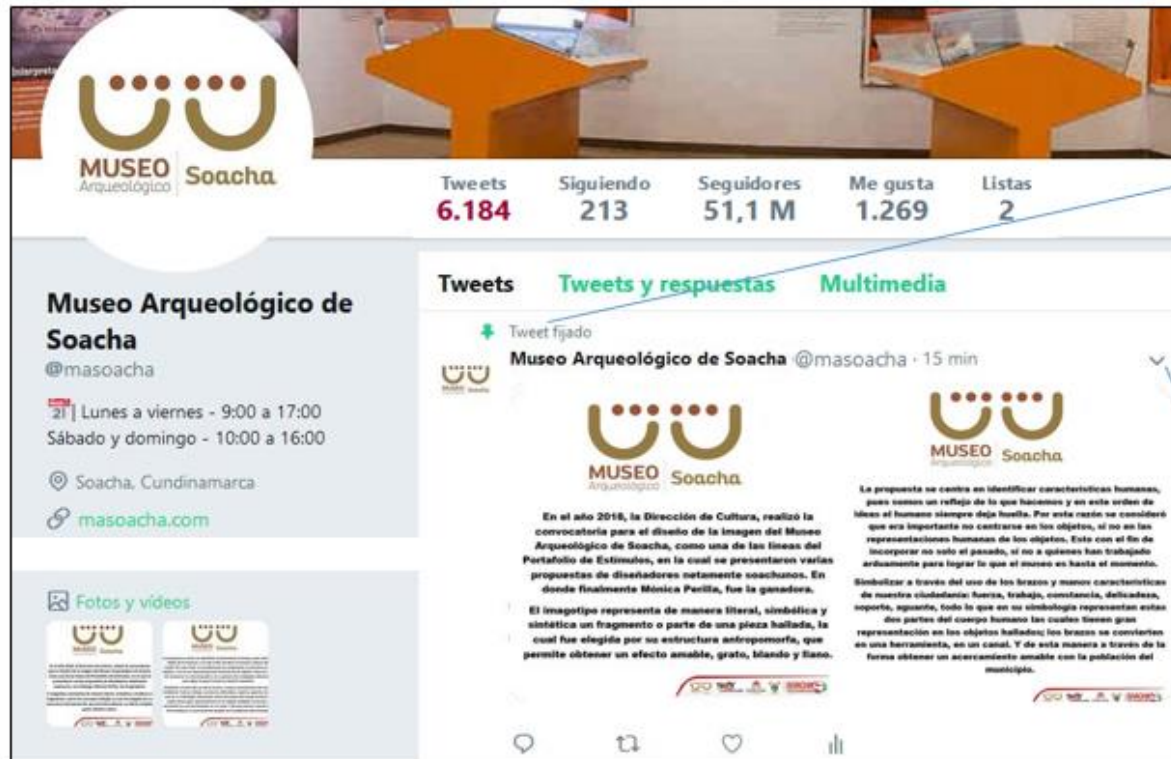 MUSEO
Arqueológico
Soacha
Tweets
6.184
Siguiendo
213
Seguidores
51,1 M
Me gusta
1.269
Listas
2
Museo Arqueológico de
Soacha
@masoacha
21 | Lunes a viernes - 9:00 a 17:00
Sábado y domingo - 10:00 a 16:00
Soacha, Cundinamarca
masoacha.com
Fotos y vídeos
Tweets
Tweets y respuestas
Multimedia
Tweet fijado
Museo Arqueológico de Soacha @masoacha · 15 min
MUSEO
Arqueológico
Soacha
En el año 2016, la Dirección de Cultura, realizó la
convocatoria para el diseño de la imagen del Museo
Arqueológico de Soacha, como una de las líneas del
Portafolio de Estímulos, en la cual se presentaron varias
propuestas de diseñadores netamente soachunos. En
donde finalmente Mónica Perilla, fue la ganadora.
El imagotipo representa de manera literal, simbólica y
sintética un fragmento o parte de una pieza hallada, la
cual fue elegida por su estructura antropomorfa, que
permite obtener un efecto amable, grato, blando y llano.
MUSEO
Arqueológico
Soacha
La propuesta se centra en identificar características humanas,
pues somos un reflejo de lo que hacemos y en este orden de
ideas el humano siempre deja huella. Por esta razón se consideró
que era importante no centrarse en los objetos, si no en las
representaciones humanas de los objetos. Esto con el fin de
incorporar no solo el pasado, si no a quienes han trabajado
arduamente para lograr lo que el museo es hasta el momento.
Simbolizar a través del uso de los brazos y manos características
de nuestra ciudadanía: fuerza, trabajo, constancia, delicadeza,
soporte, aguante, todo lo que en su simbología representan estas
dos partes del cuerpo humano las cuales tienen gran
representación en los objetos hallados; los brazos se convierten
en una herramienta, en un canal. Y de esta manera a través de la
forma obtener un acercamiento amable con la población del
municipio.